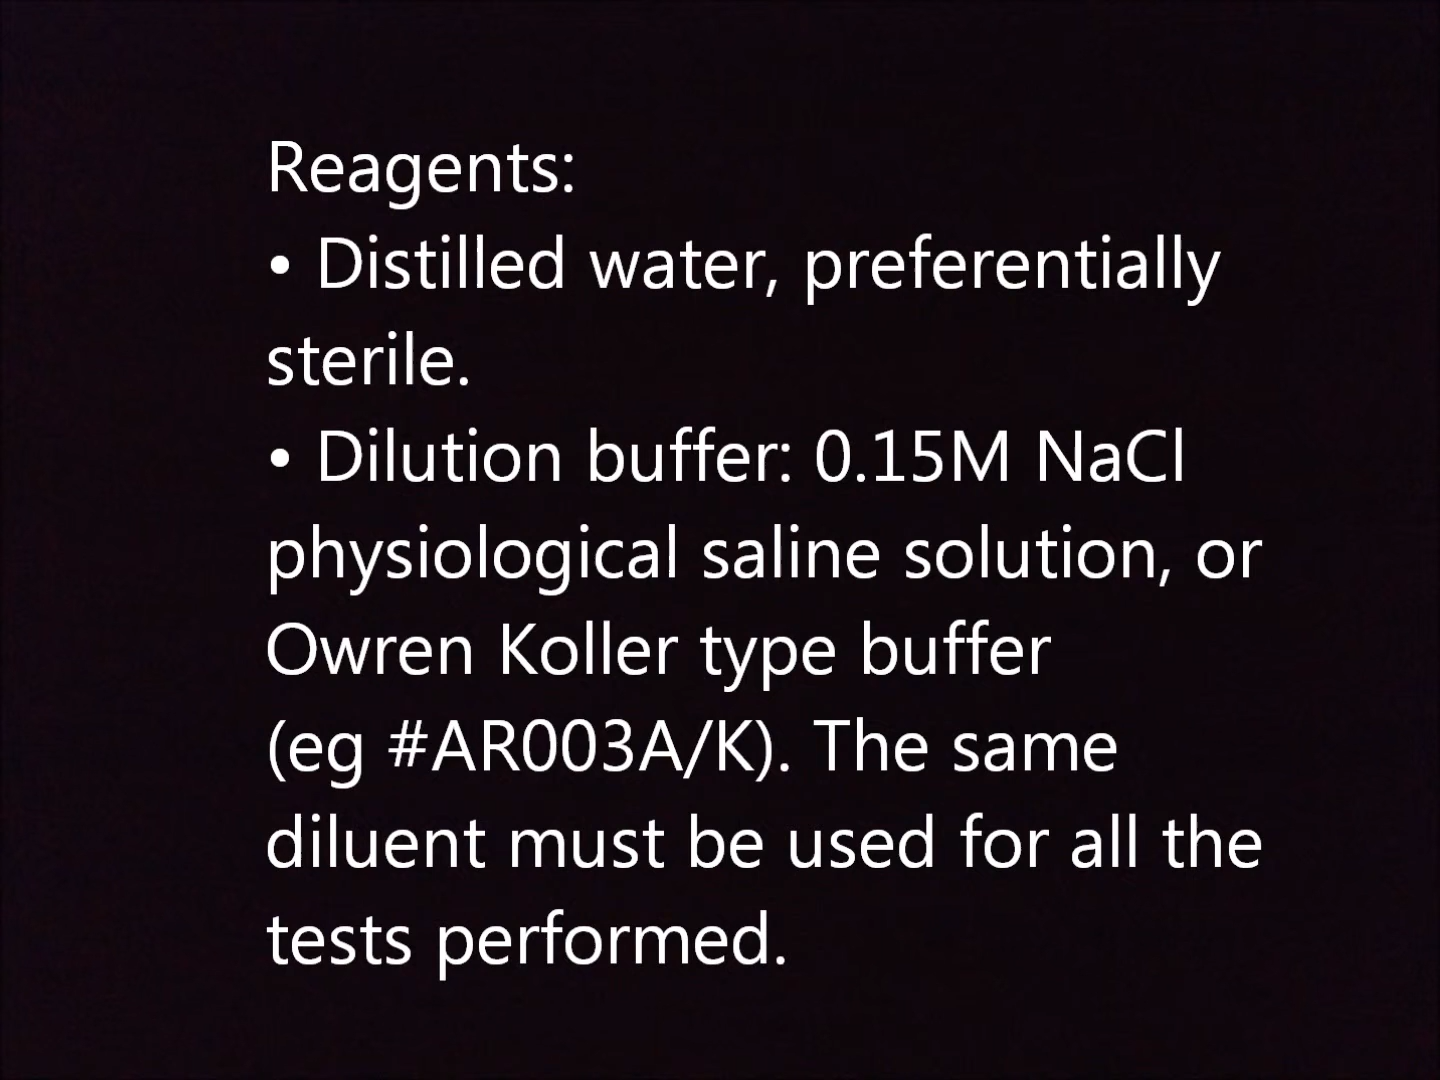 Reagents:
• Distilled water, preferentially
sterile.
• Dilution buffer: 0.15M NaCl
physiological saline solution, or
Owren Koller type buffer
(eg #AR003A/K). The same
diluent must be used for all the
tests performed.